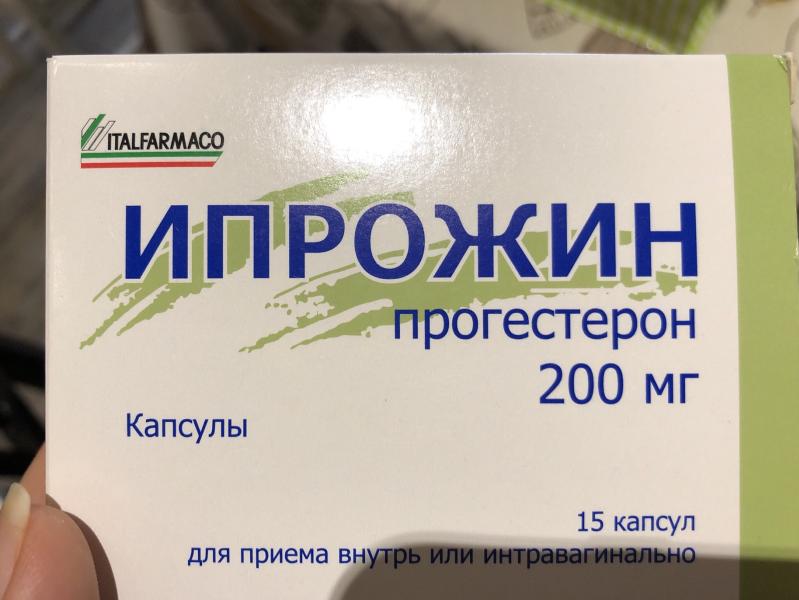 ITALFARMACO
ИПРОЖИН
прогестерон
200 мг
Капсулы
15 капсул
для приема внутрь или интравагинально